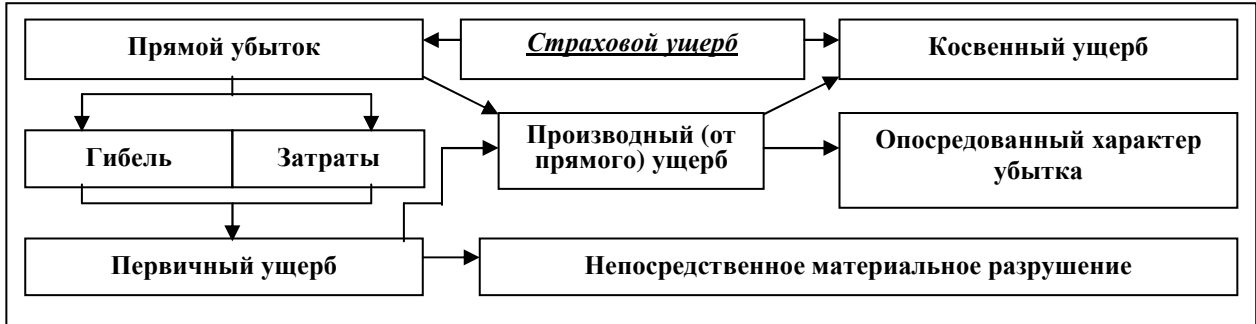 Прямой убыток
Страховой ущерб
Косвенный ущерб
Гибель
Затраты
Производный (от
прямого) ущерб
Опосредованный характер
убытка
Первичный ущерб
Непосредственное материальное разрушение